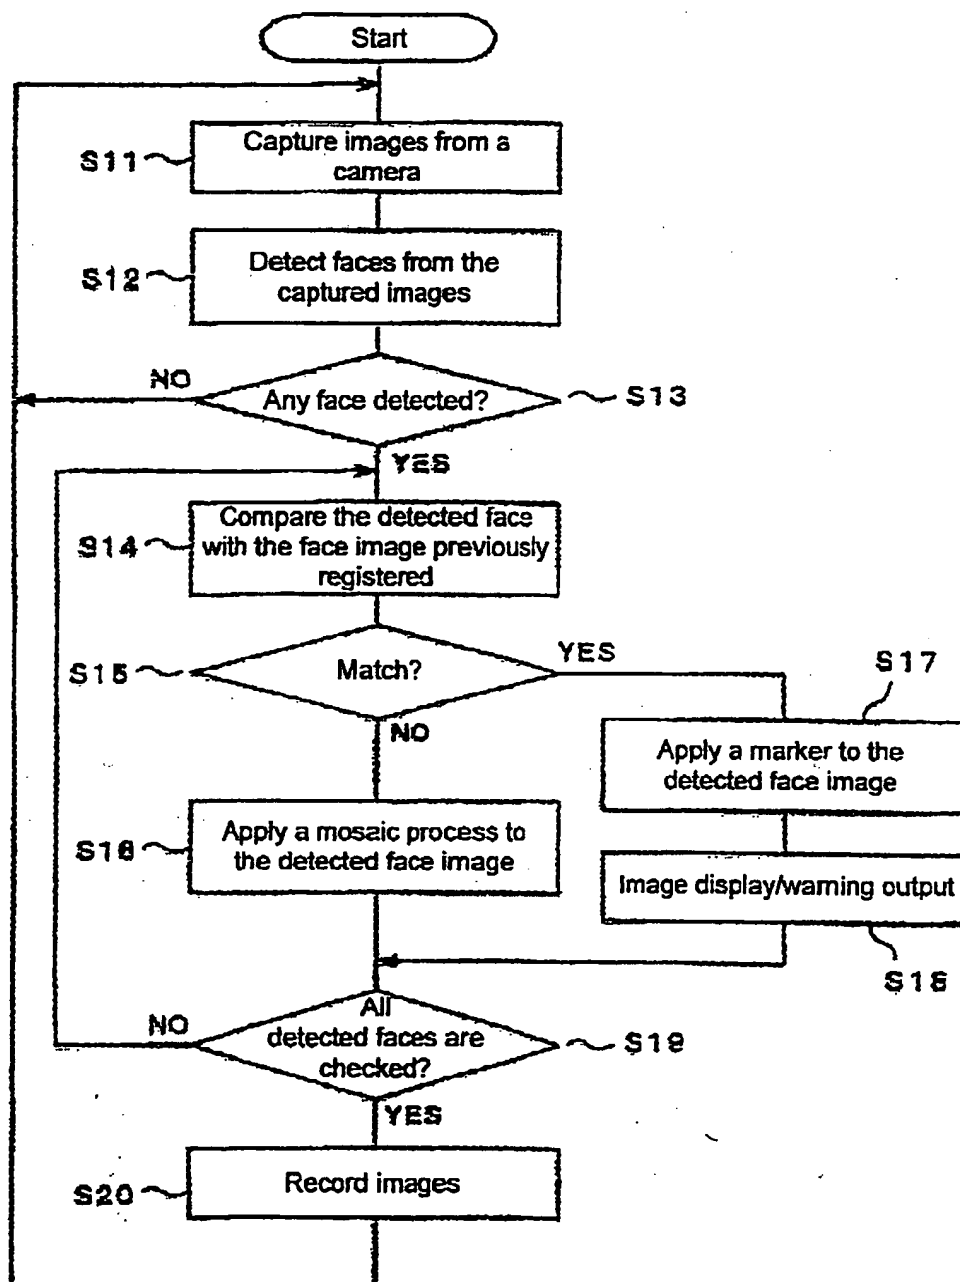 Start
S11
Capture images from a
camera
S12
Detect faces from the
captured images
NO
Any face detected?
S13
YES
S14
Compare the detected face
with the face image previously
registered
S15
Match?
YES
S17
NO
Apply a marker to the
detected face image
S16
Apply a mosaic process to
the detected face image
Image display/warning output
S18
NO
All
detected faces are
checked?
S19
YES
S20
Record images